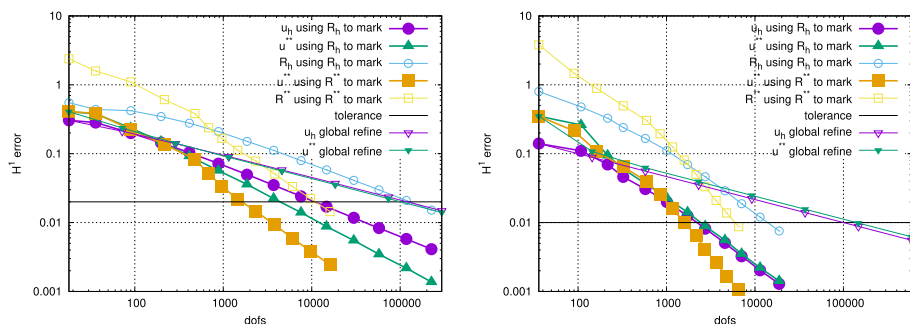 10
1
0.1
0.01
0.001
H¹ error
100
1000
10000
100000
dofs
u_h using R_h to mark
u** using R_h to mark
R_h using R_h to mark
u** using R** to mark
R** using R** to mark
tolerance
u_h global refine
u** global refine
10
1
0.1
0.01
0.001
H¹ error
100
10000
100000
dofs
u_h using R_h to mark
u** using R_h to mark
R_h using R_h to mark
u** using R** to mark
R** using R** to mark
tolerance
u_h global refine
u** global refine